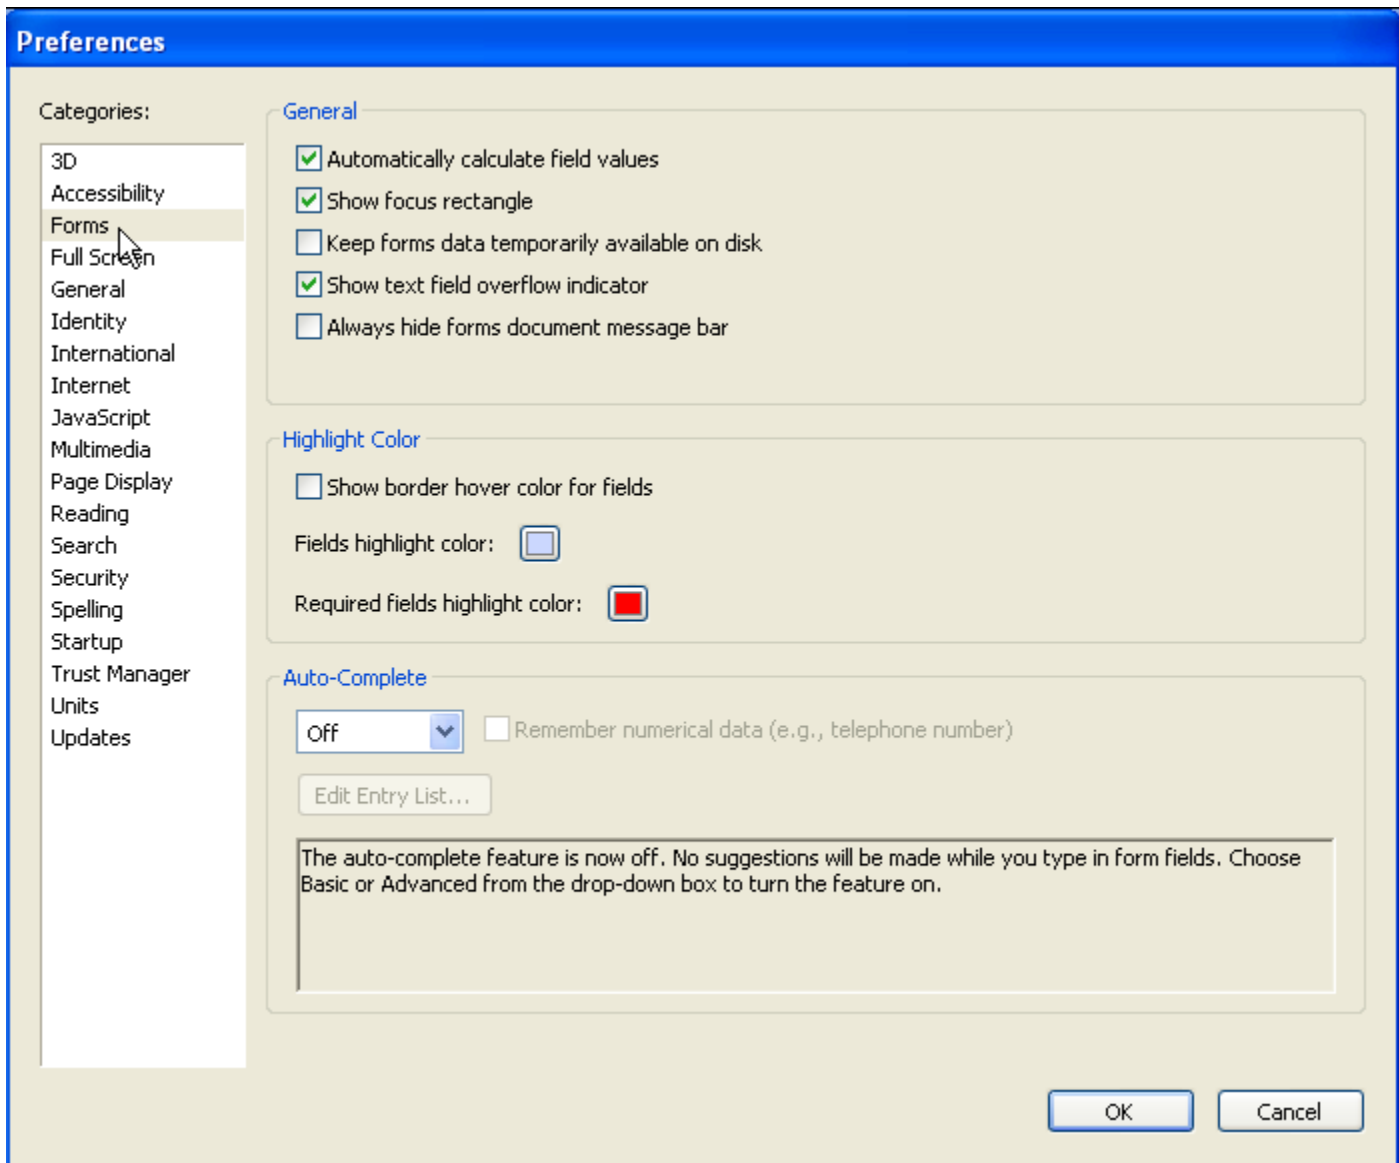 Preferences
Categories:
3D
Accessibility
Forms
Full Screen
General
Identity
International
Internet
JavaScript
Multimedia
Page Display
Reading
Search
Security
Spelling
Startup
Trust Manager
Units
Updates
General
Automatically calculate field values
Show focus rectangle
Keep forms data temporarily available on disk
Show text field overflow indicator
Always hide forms document message bar
Highlight Color
Show border hover color for fields
Fields highlight color:
Required fields highlight color:
Auto-Complete
Off Remember numerical data (e.g., telephone number)
Edit Entry List...
The auto-complete feature is now off. No suggestions will be made while you type in form fields. Choose
Basic or Advanced from the drop-down box to turn the feature on.
OK Cancel